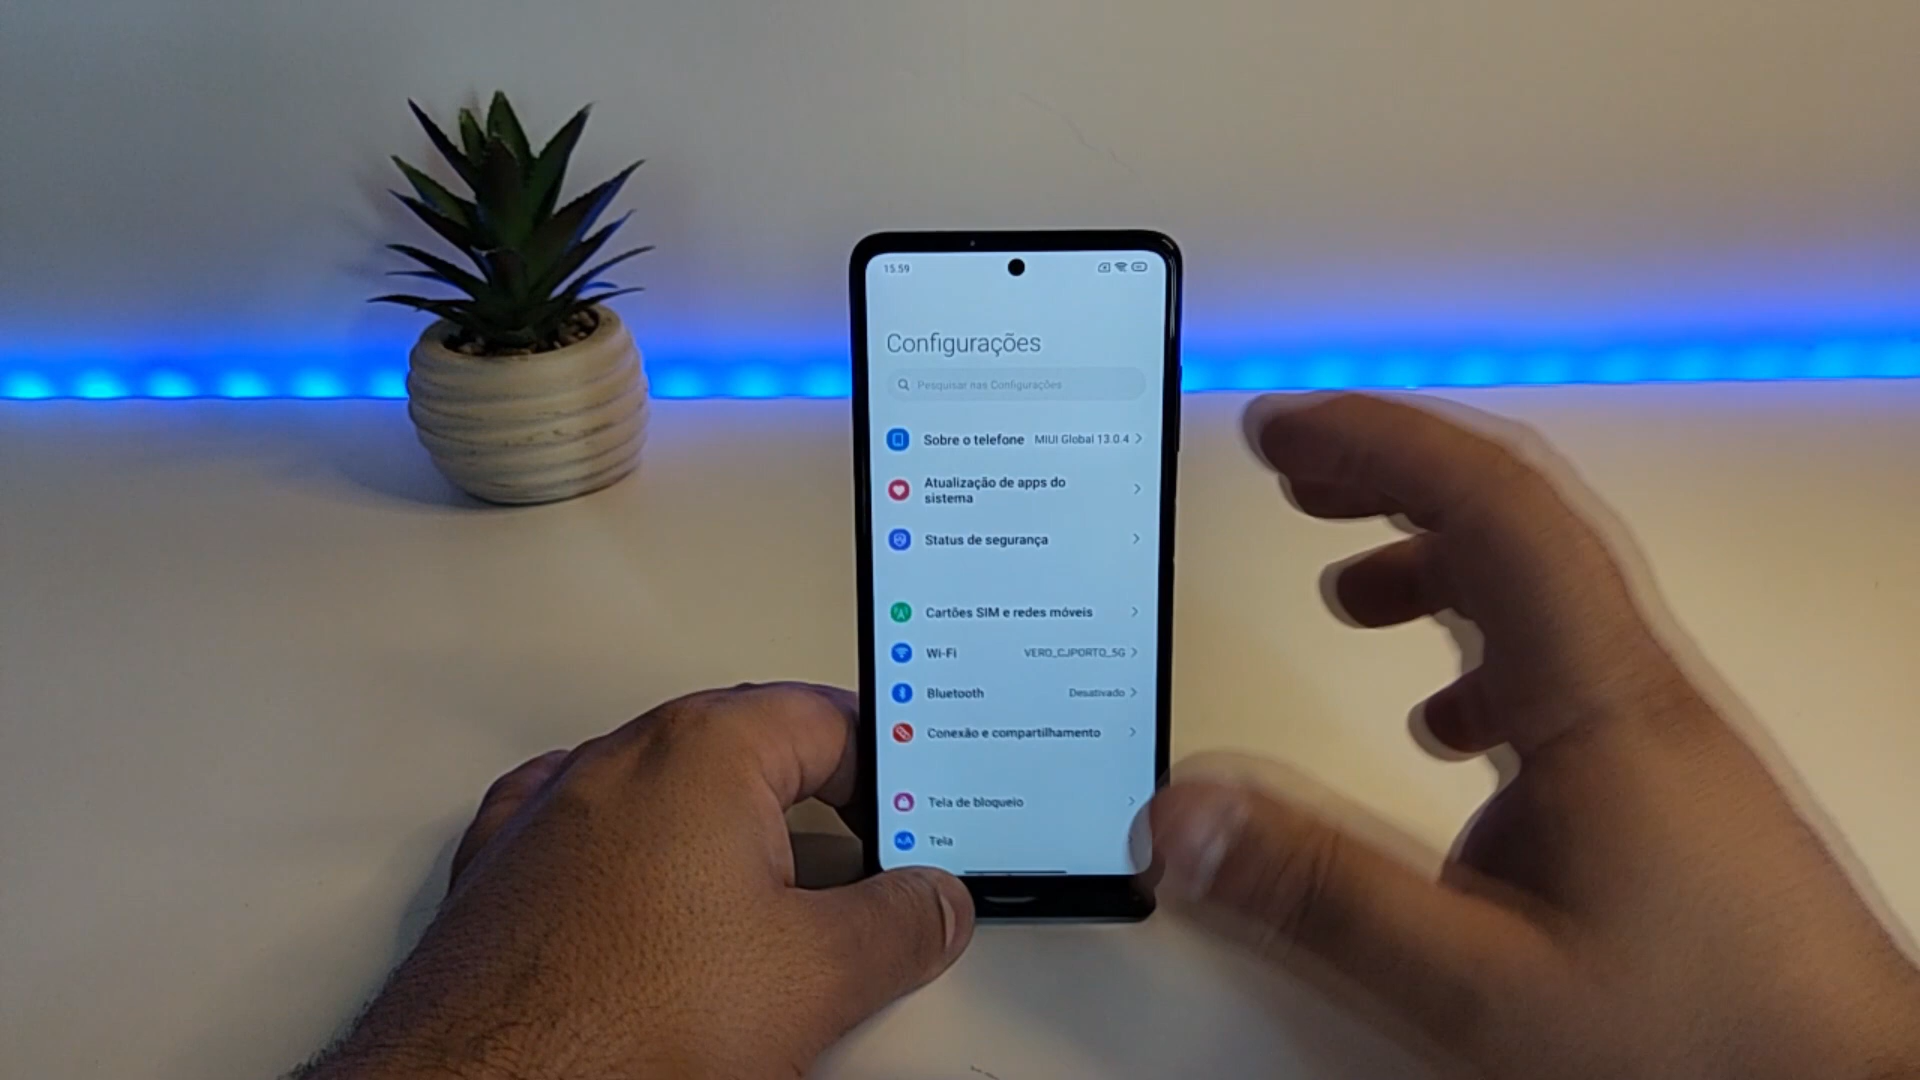 15.59
Configurações
Pesquisar nas Configurações
Sobre o telefone MIUI Global 13.0.4
Atualização de apps do
sistema
Status de segurança
Cartões SIM e redes móveis
Wi-Fi VERO_CJPORTO_5G
Bluetooth Desativado
Conexão e compartilhamento
Tela de bloqueio
Tela